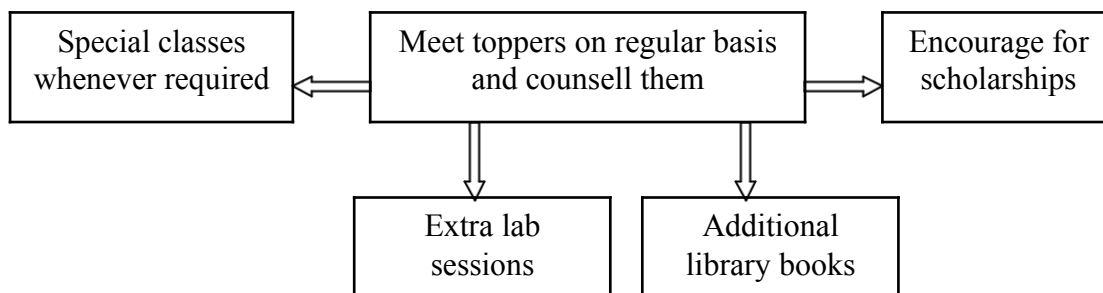 Special classes
whenever required
Meet toppers on regular basis
and counsell them
Encourage for
scholarships
Extra lab
sessions
Additional
library books